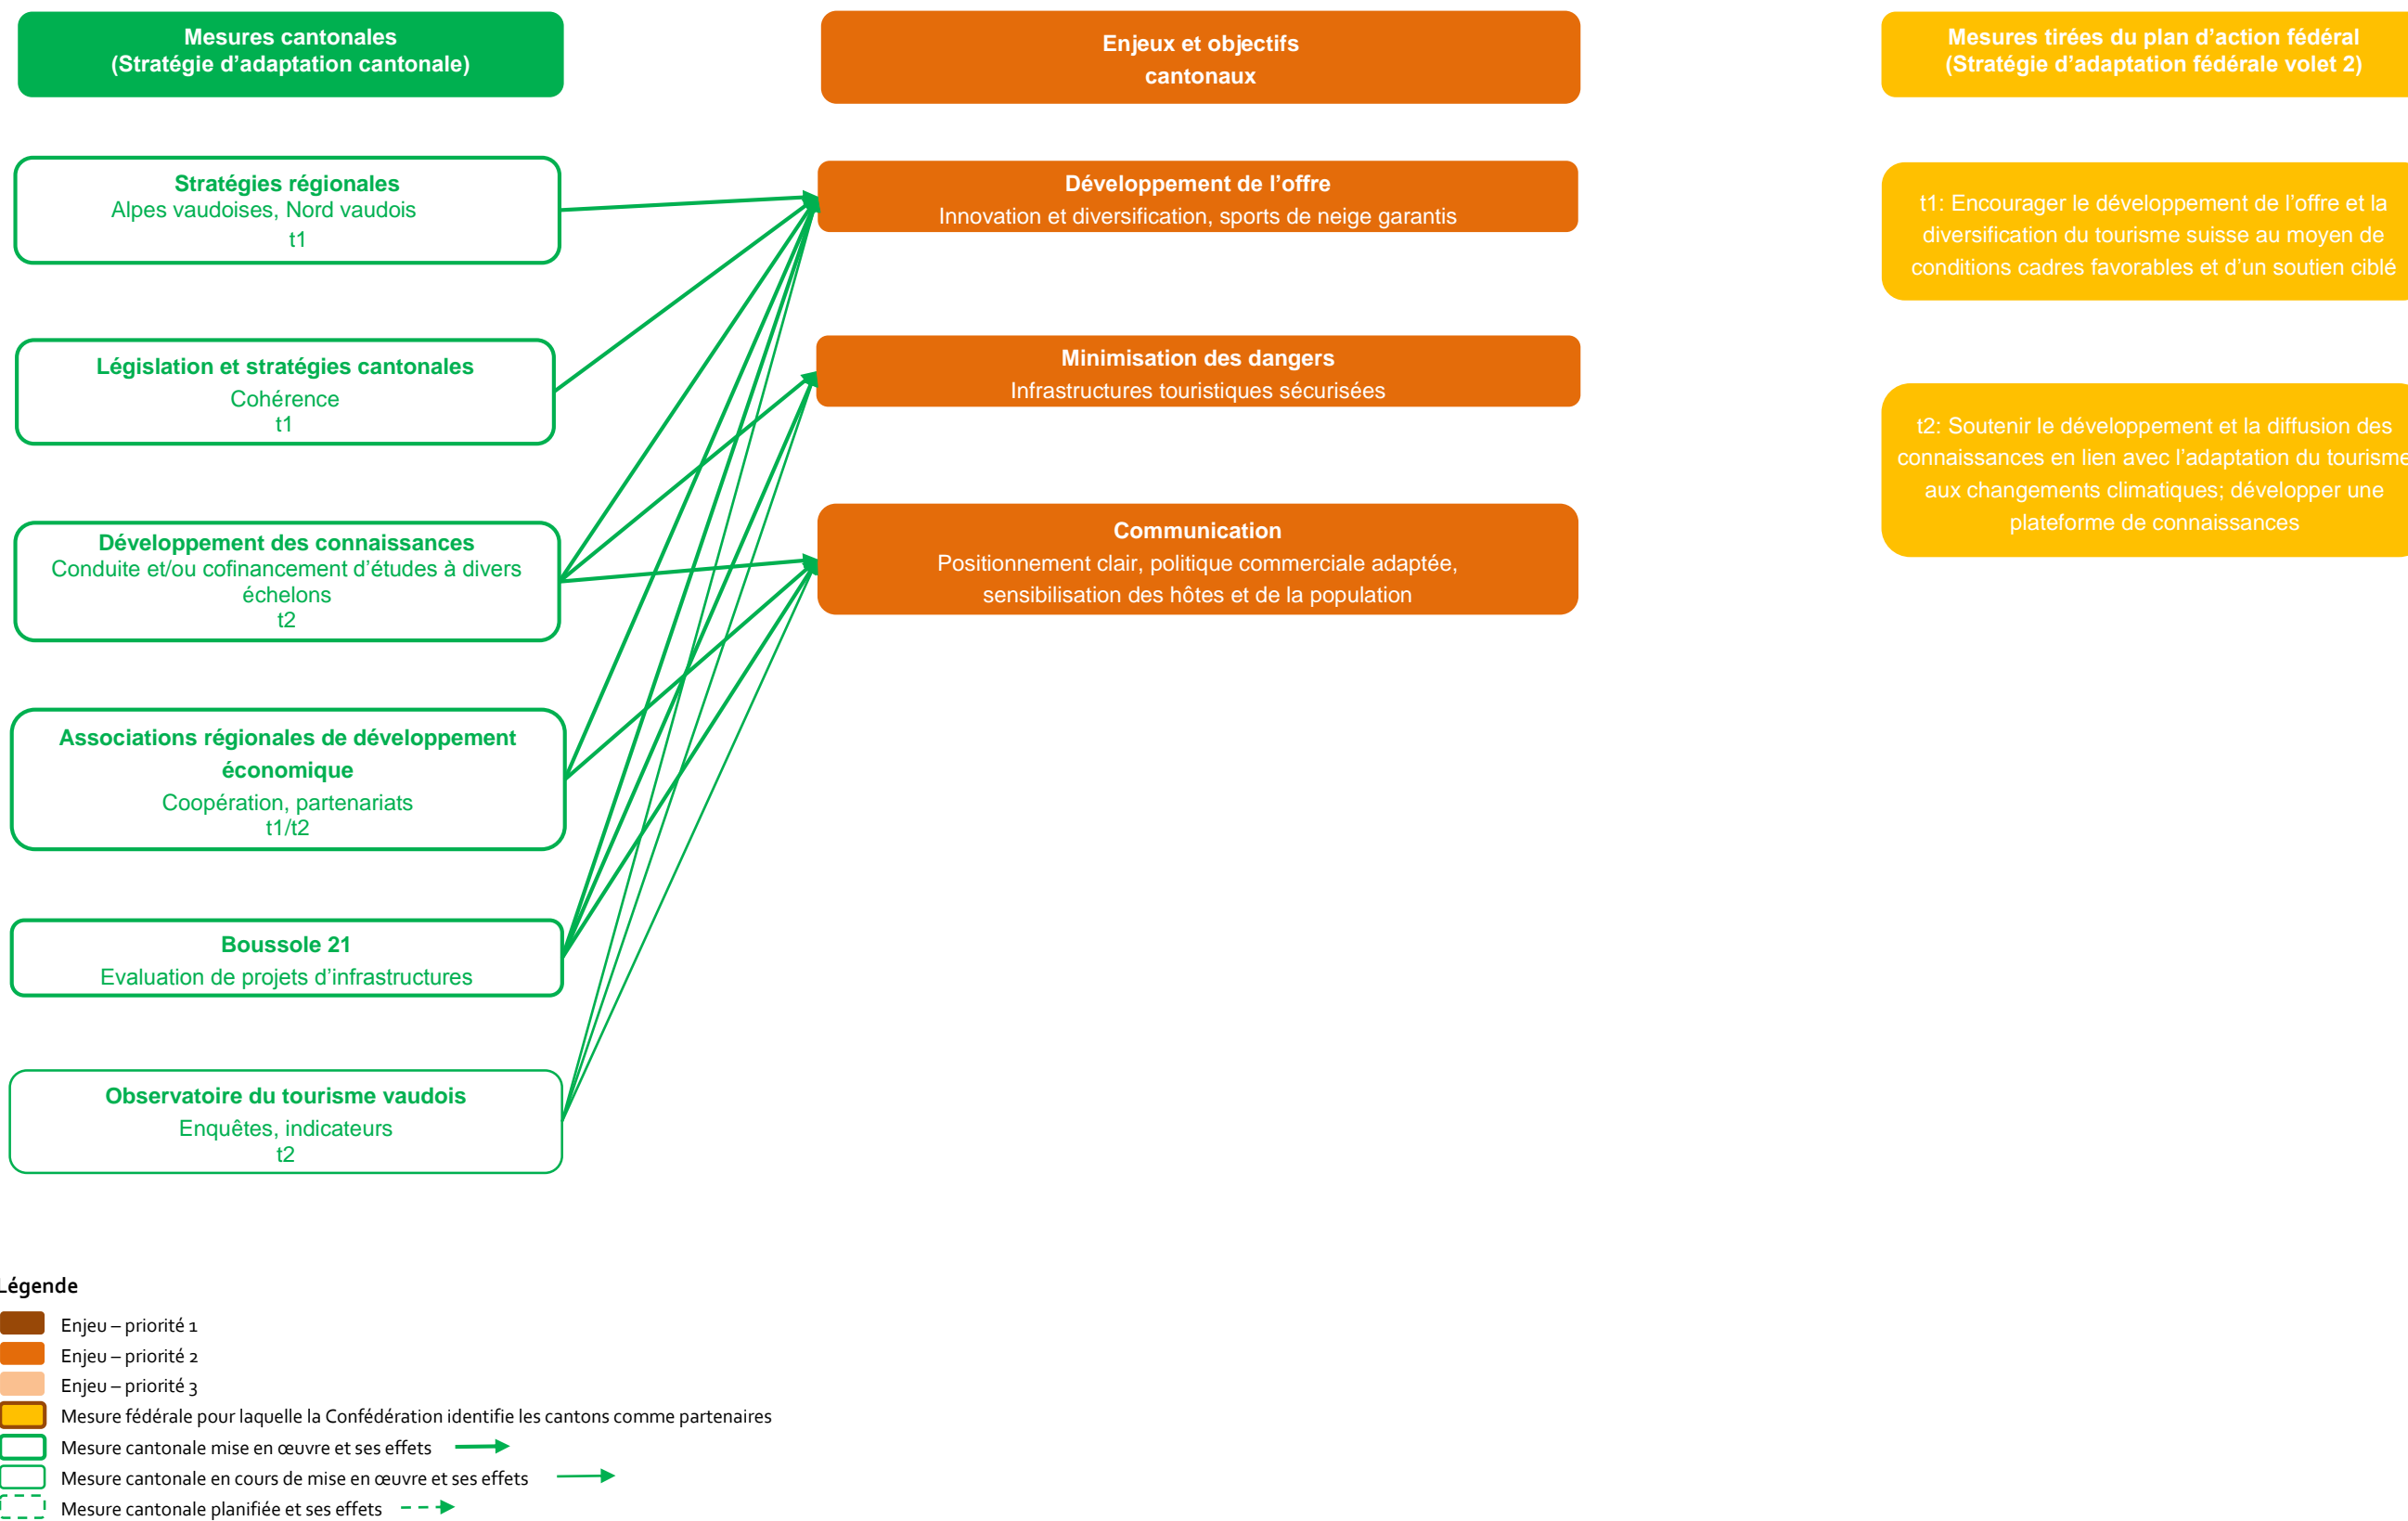 Mesures cantonales
(Stratégie d'adaptation cantonale)
Enjeux et objectifs
cantonaux
Mesures tirées du plan d'action fédéral
(Stratégie d'adaptation fédérale volet 2)
Stratégies régionales
Alpes vaudoises, Nord vaudois
t1
Législation et stratégies cantonales
Cohérence
t1
Développement des connaissances
Conduite et/ou cofinancement d'études à divers
échelons
t2
Associations régionales de développement
économique
Coopération, partenariats
t1/t2
Boussole 21
Evaluation de projets d'infrastructures
Observatoire du tourisme vaudois
Enquêtes, indicateurs
t2
Développement de l'offre
Innovation et diversification, sports de neige garantis
Minimisation des dangers
Infrastructures touristiques sécurisées
Communication
Positionnement clair, politique commerciale adaptée,
sensibilisation des hôtes et de la population
t1: Encourager le développement de l'offre et la
diversification du tourisme suisse au moyen de
conditions cadres favorables et d'un soutien ciblé
t2: Soutenir le développement et la diffusion des
connaissances en lien avec l'adaptation du tourisme
aux changements climatiques; développer une
plateforme de connaissances
Légende
Enjeu – priorité 1
Enjeu – priorité 2
Enjeu – priorité 3
Mesure fédérale pour laquelle la Confédération identifie les cantons comme partenaires
Mesure cantonale mise en œuvre et ses effets
Mesure cantonale en cours de mise en œuvre et ses effets
Mesure cantonale planifiée et ses effets